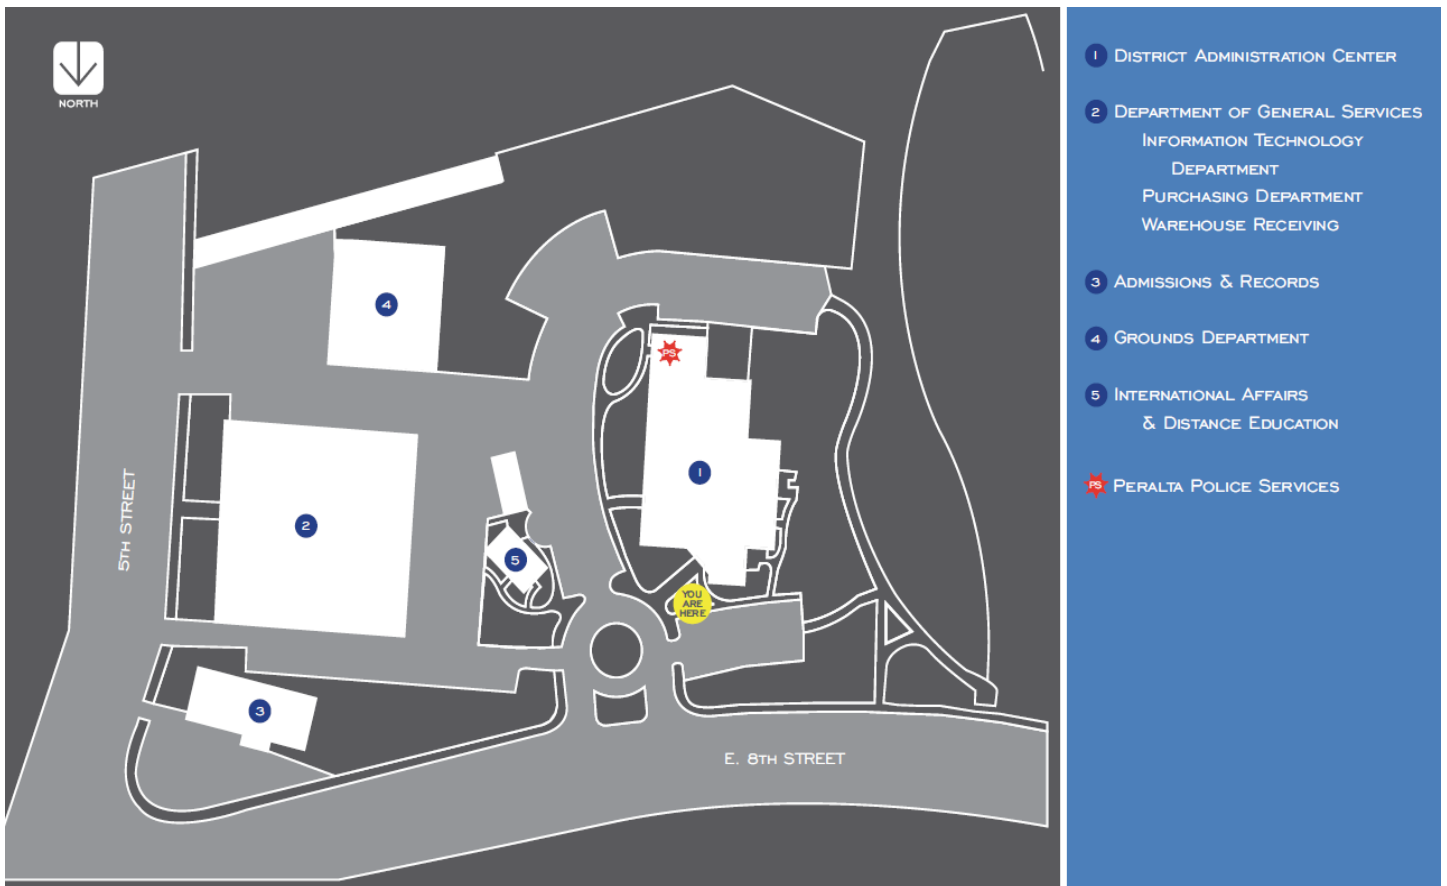 NORTH
4
PS
1
2
5
5TH STREET
YOU
ARE
HERE
3
E. 8TH STREET
1 DISTRICT ADMINISTRATION CENTER
2 DEPARTMENT OF GENERAL SERVICES
INFORMATION TECHNOLOGY
DEPARTMENT
PURCHASING DEPARTMENT
WAREHOUSE RECEIVING
3 ADMISSIONS & RECORDS
4 GROUNDS DEPARTMENT
5 INTERNATIONAL AFFAIRS
& DISTANCE EDUCATION
PS PERALTA POLICE SERVICES